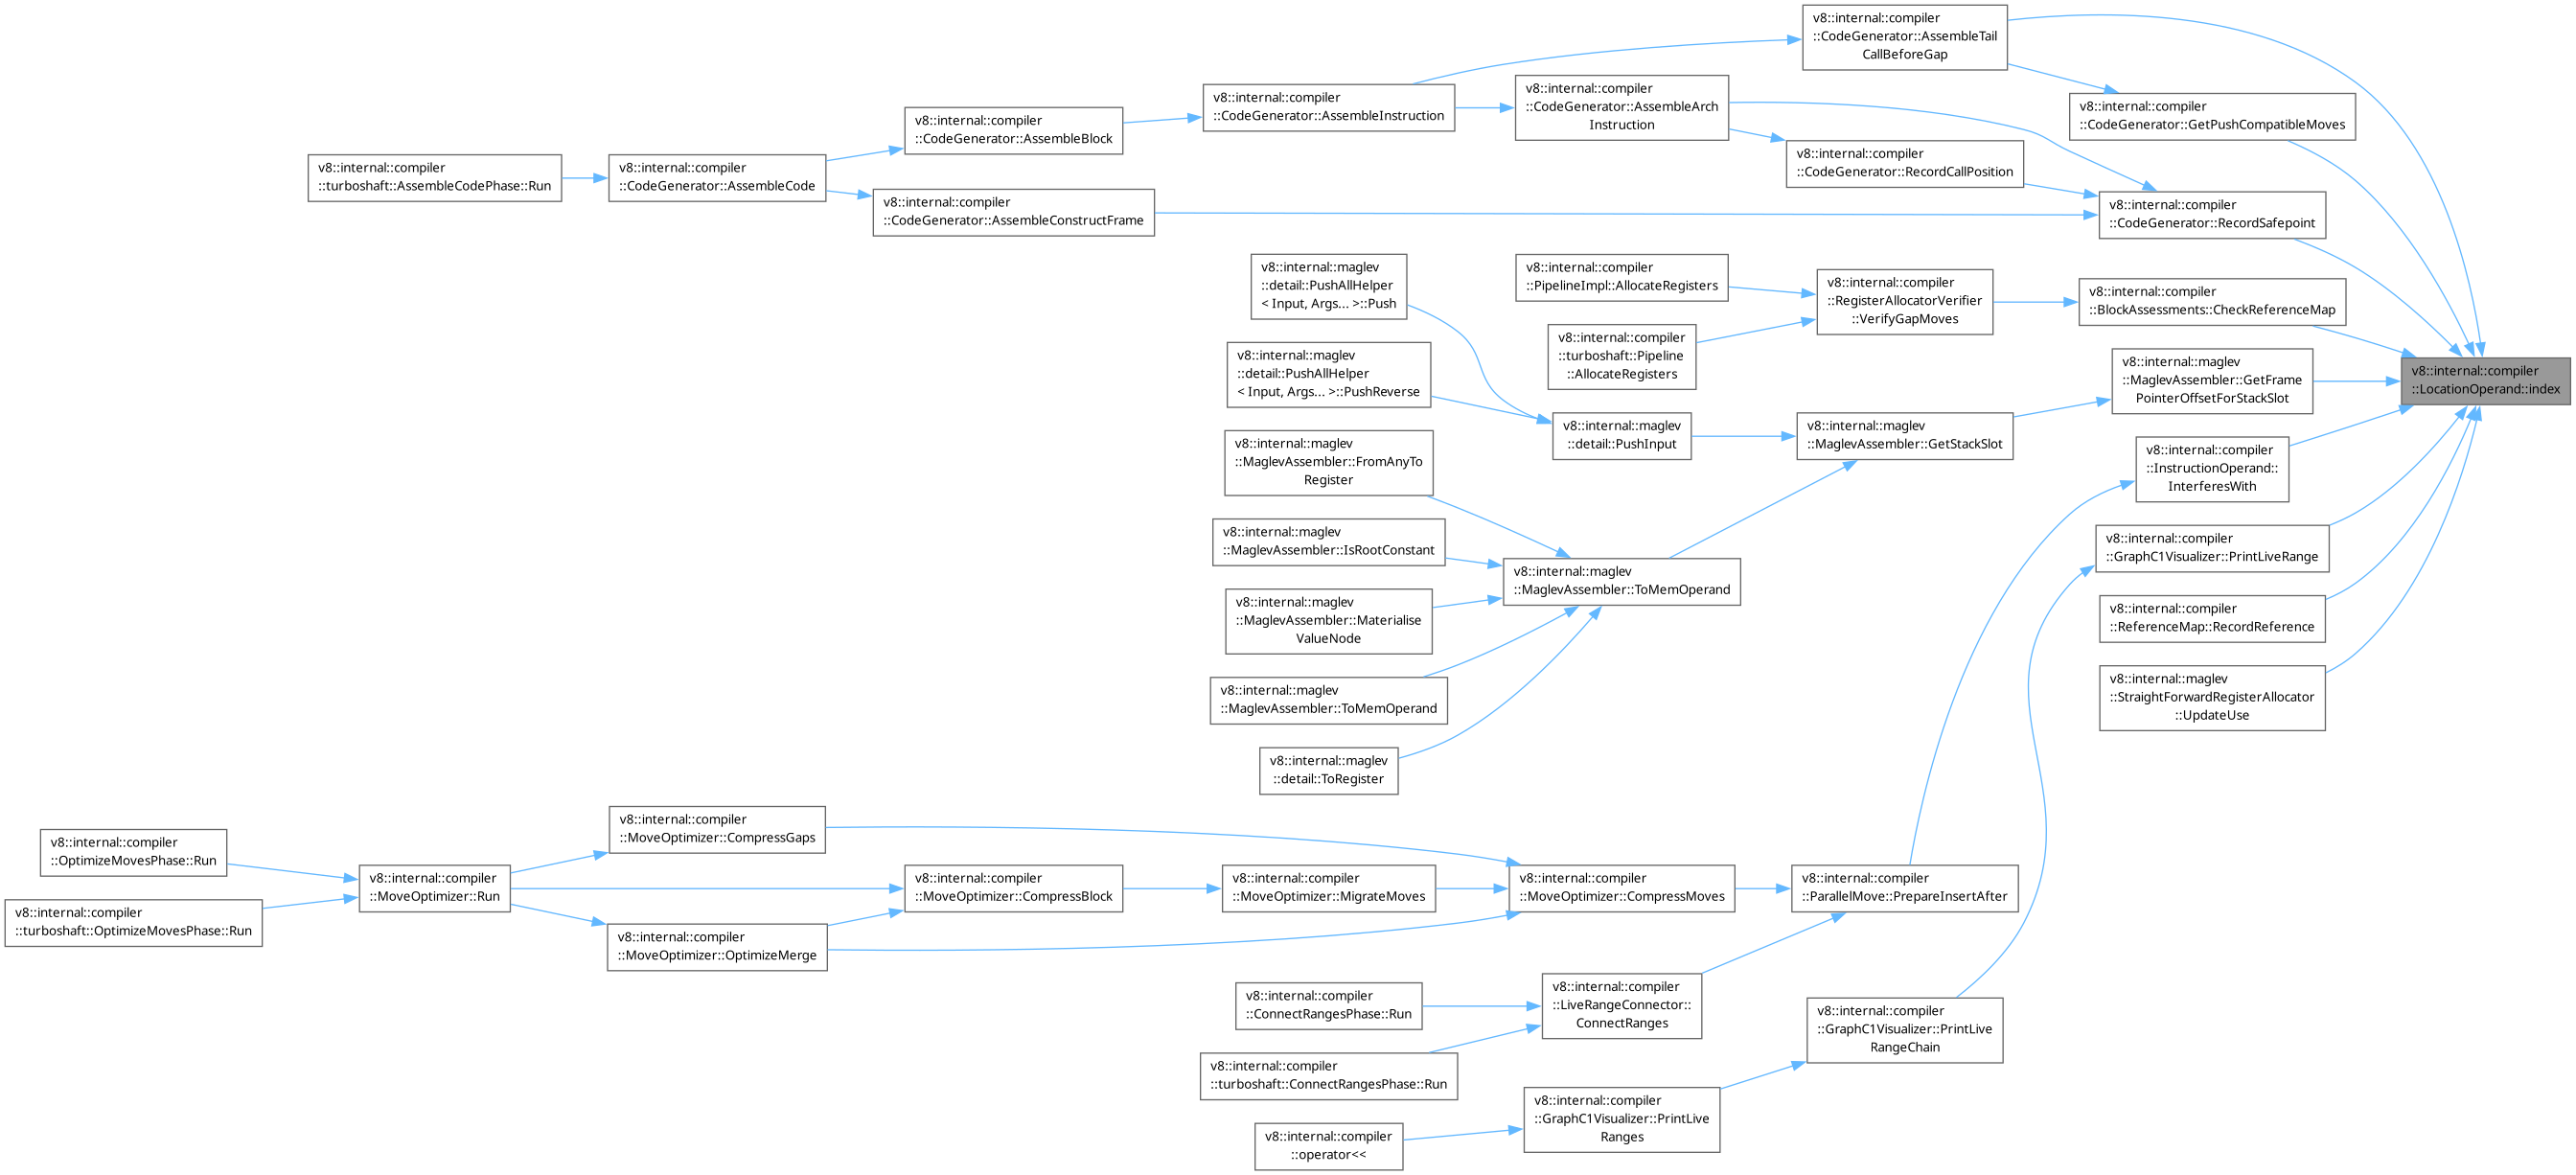 v8::internal::compiler
::CodeGenerator::AssembleTail
CallBeforeGap
v8::internal::compiler
::CodeGenerator::AssembleArch
Instruction
v8::internal::compiler
::CodeGenerator::AssembleInstruction
v8::internal::compiler
::CodeGenerator::GetPushCompatibleMoves
v8::internal::compiler
::CodeGenerator::AssembleBlock
v8::internal::compiler
::CodeGenerator::RecordCallPosition
v8::internal::compiler
::turboshaft::AssembleCodePhase::Run
v8::internal::compiler
::CodeGenerator::AssembleCode
v8::internal::compiler
::CodeGenerator::AssembleConstructFrame
v8::internal::compiler
::CodeGenerator::RecordSafepoint
v8::internal::maglev
::detail::PushAllHelper
< Input, Args... >::Push
v8::internal::compiler
::PipelineImpl::AllocateRegisters
v8::internal::compiler
::RegisterAllocatorVerifier
::VerifyGapMoves
v8::internal::compiler
::BlockAssessments::CheckReferenceMap
v8::internal::compiler
::turboshaft::Pipeline
::AllocateRegisters
v8::internal::maglev
::detail::PushAllHelper
< Input, Args... >::PushReverse
v8::internal::maglev
::MaglevAssembler::GetFrame
PointerOffsetForStackSlot
v8::internal::compiler
::LocationOperand::index
v8::internal::maglev
::detail::PushInput
v8::internal::maglev
::MaglevAssembler::GetStackSlot
v8::internal::maglev
::MaglevAssembler::FromAnyTo
Register
v8::internal::compiler
::InstructionOperand::
InterferesWith
v8::internal::maglev
::MaglevAssembler::IsRootConstant
v8::internal::compiler
::GraphC1Visualizer::PrintLiveRange
v8::internal::maglev
::MaglevAssembler::ToMemOperand
v8::internal::maglev
::MaglevAssembler::Materialise
ValueNode
v8::internal::compiler
::ReferenceMap::RecordReference
v8::internal::maglev
::MaglevAssembler::ToMemOperand
v8::internal::maglev
::StraightForwardRegisterAllocator
::UpdateUse
v8::internal::maglev
::detail::ToRegister
v8::internal::compiler
::MoveOptimizer::CompressGaps
v8::internal::compiler
::OptimizeMovesPhase::Run
v8::internal::compiler
::MoveOptimizer::Run
v8::internal::compiler
::MoveOptimizer::CompressBlock
v8::internal::compiler
::MoveOptimizer::MigrateMoves
v8::internal::compiler
::MoveOptimizer::CompressMoves
v8::internal::compiler
::ParallelMove::PrepareInsertAfter
v8::internal::compiler
::turboshaft::OptimizeMovesPhase::Run
v8::internal::compiler
::MoveOptimizer::OptimizeMerge
v8::internal::compiler
::ConnectRangesPhase::Run
v8::internal::compiler
::LiveRangeConnector::
ConnectRanges
v8::internal::compiler
::GraphC1Visualizer::PrintLive
RangeChain
v8::internal::compiler
::turboshaft::ConnectRangesPhase::Run
v8::internal::compiler
::GraphC1Visualizer::PrintLive
Ranges
v8::internal::compiler
::operator<<